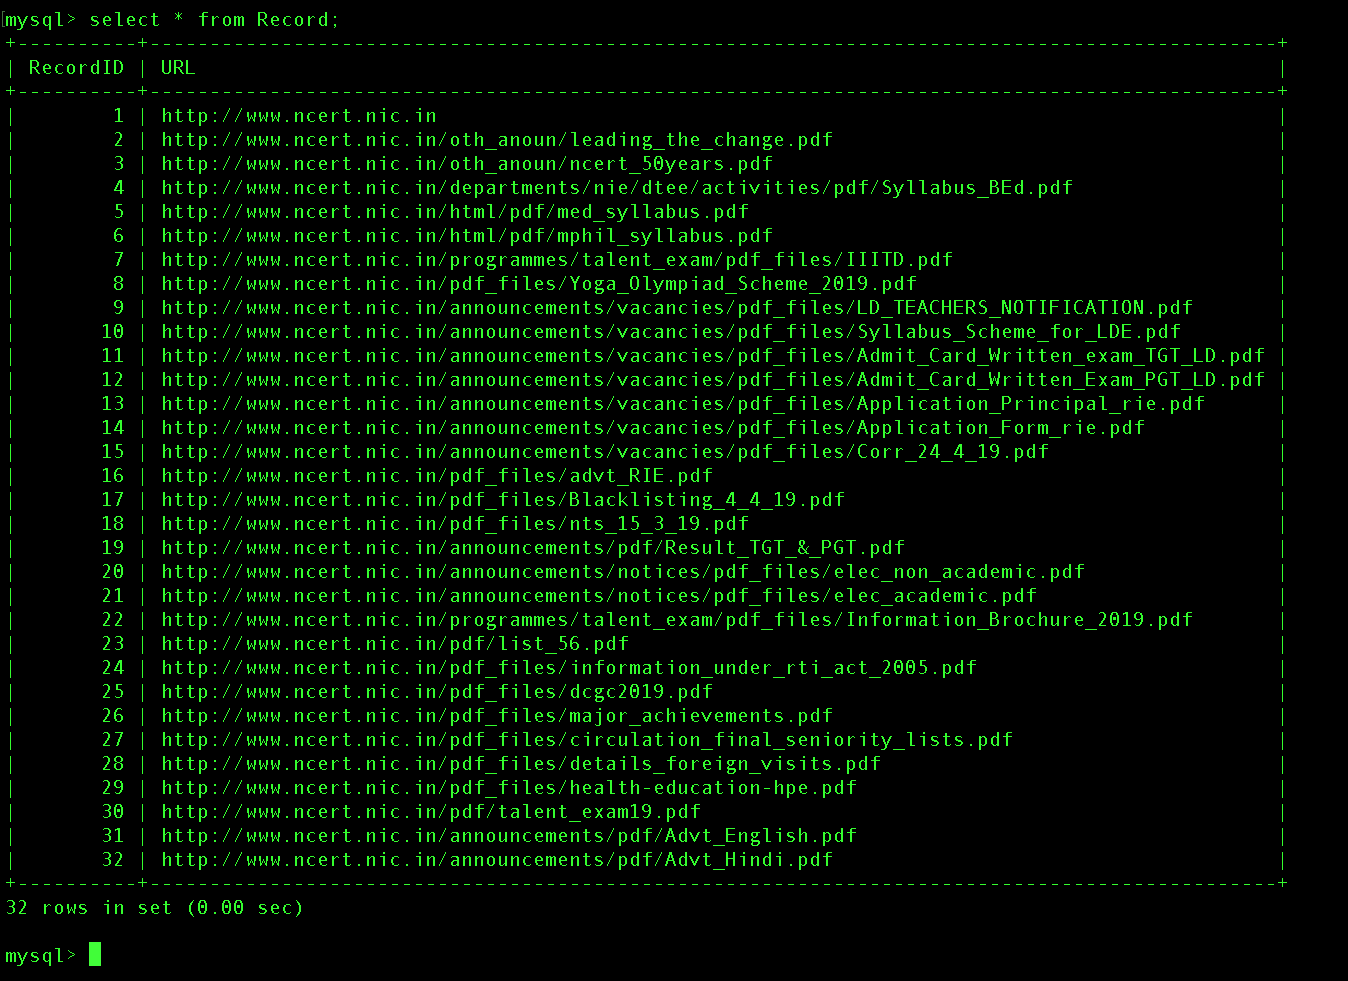 mysql> select * from Record;
+----------+----------------------------------------------------------------------------------------------+
| RecordID | URL                                                                                          |
+----------+----------------------------------------------------------------------------------------------+
|        1 | http://www.ncert.nic.in                                                                      |
|        2 | http://www.ncert.nic.in/oth_anoun/leading_the_change.pdf                                     |
|        3 | http://www.ncert.nic.in/oth_anoun/ncert_50years.pdf                                          |
|        4 | http://www.ncert.nic.in/departments/nie/dtee/activities/pdf/Syllabus_BEd.pdf                 |
|        5 | http://www.ncert.nic.in/html/pdf/med_syllabus.pdf                                            |
|        6 | http://www.ncert.nic.in/html/pdf/mphil_syllabus.pdf                                          |
|        7 | http://www.ncert.nic.in/programmes/talent_exam/pdf_files/IIITD.pdf                           |
|        8 | http://www.ncert.nic.in/pdf_files/Yoga_Olympiad_Scheme_2019.pdf                              |
|        9 | http://www.ncert.nic.in/announcements/vacancies/pdf_files/LD_TEACHERS_NOTIFICATION.pdf       |
|       10 | http://www.ncert.nic.in/announcements/vacancies/pdf_files/Syllabus_Scheme_for_LDE.pdf        |
|       11 | http://www.ncert.nic.in/announcements/vacancies/pdf_files/Admit_Card_Written_exam_TGT_LD.pdf |
|       12 | http://www.ncert.nic.in/announcements/vacancies/pdf_files/Admit_Card_Written_Exam_PGT_LD.pdf |
|       13 | http://www.ncert.nic.in/announcements/vacancies/pdf_files/Application_Principal_rie.pdf      |
|       14 | http://www.ncert.nic.in/announcements/vacancies/pdf_files/Application_Form_rie.pdf           |
|       15 | http://www.ncert.nic.in/announcements/vacancies/pdf_files/Corr_24_4_19.pdf                   |
|       16 | http://www.ncert.nic.in/pdf_files/advt_RIE.pdf                                               |
|       17 | http://www.ncert.nic.in/pdf_files/Blacklisting_4_4_19.pdf                                    |
|       18 | http://www.ncert.nic.in/pdf_files/nts_15_3_19.pdf                                            |
|       19 | http://www.ncert.nic.in/announcements/pdf/Result_TGT_&_PGT.pdf                               |
|       20 | http://www.ncert.nic.in/announcements/notices/pdf_files/elec_non_academic.pdf                |
|       21 | http://www.ncert.nic.in/announcements/notices/pdf_files/elec_academic.pdf                    |
|       22 | http://www.ncert.nic.in/programmes/talent_exam/pdf_files/Information_Brochure_2019.pdf       |
|       23 | http://www.ncert.nic.in/pdf/list_56.pdf                                                      |
|       24 | http://www.ncert.nic.in/pdf_files/information_under_rti_act_2005.pdf                         |
|       25 | http://www.ncert.nic.in/pdf_files/dcgc2019.pdf                                               |
|       26 | http://www.ncert.nic.in/pdf_files/major_achievements.pdf                                     |
|       27 | http://www.ncert.nic.in/pdf_files/circulation_final_seniority_lists.pdf                      |
|       28 | http://www.ncert.nic.in/pdf_files/details_foreign_visits.pdf                                 |
|       29 | http://www.ncert.nic.in/pdf_files/health-education-hpe.pdf                                   |
|       30 | http://www.ncert.nic.in/pdf/talent_exam19.pdf                                                |
|       31 | http://www.ncert.nic.in/announcements/pdf/Advt_English.pdf                                   |
|       32 | http://www.ncert.nic.in/announcements/pdf/Advt_Hindi.pdf                                     |
+----------+----------------------------------------------------------------------------------------------+
32 rows in set (0.00 sec)
mysql>